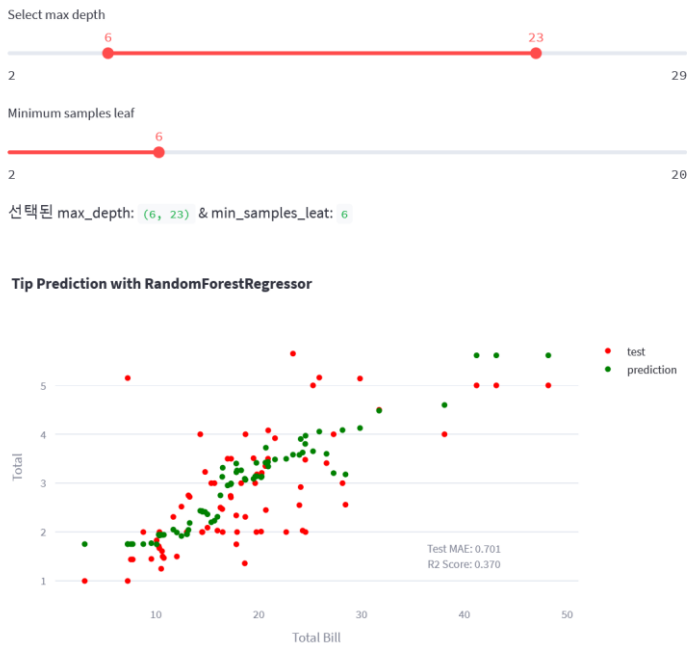 Select max depth
6 23
2 29
Minimum samples leaf
6
2 20
선택된 max_depth: (6, 23) & min_samples_leat: 6
Tip Prediction with RandomForestRegressor
test
prediction
5
4
3
2
1
Total
Test MAE: 0.701
R2 Score: 0.370
10 20 30 40 50
Total Bill